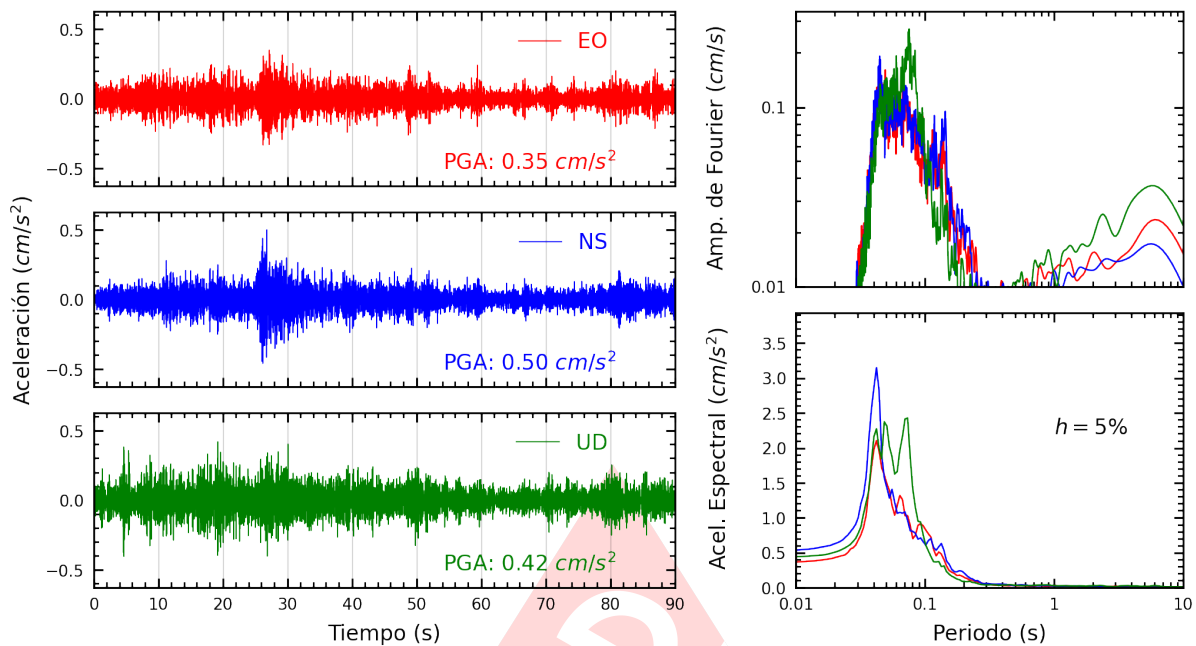 Aceleración (cm/s²)
0.5
0.0
−0.5
EO
PGA: 0.35 cm/s²
0.5
0.0
−0.5
NS
PGA: 0.50 cm/s²
0.5
0.0
−0.5
UD
PGA: 0.42 cm/s²
0 10 20 30 40 50 60 70 80 90
Tiempo (s)
Amp. de Fourier (cm/s)
0.1
0.01
Acel. Espectral (cm/s²)
3.5
3.0
2.5
2.0
1.5
1.0
0.5
0.0
h = 5%
0.01 0.1 1 10
Periodo (s)